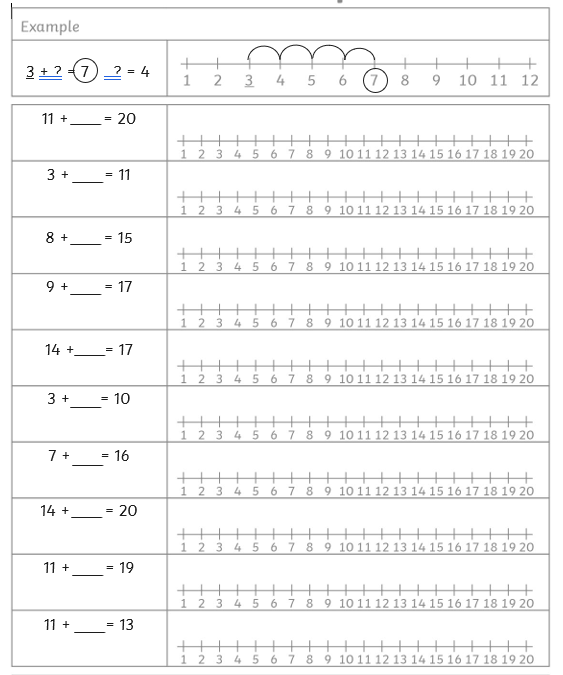 Example
3 + ? = 7   ? = 4
1 2 3 4 5 6 7 8 9 10 11 12
11 + ____ = 20
1 2 3 4 5 6 7 8 9 10 11 12 13 14 15 16 17 18 19 20
3 + ____ = 11
1 2 3 4 5 6 7 8 9 10 11 12 13 14 15 16 17 18 19 20
8 + ____ = 15
1 2 3 4 5 6 7 8 9 10 11 12 13 14 15 16 17 18 19 20
9 + ____ = 17
1 2 3 4 5 6 7 8 9 10 11 12 13 14 15 16 17 18 19 20
14 + ____ = 17
1 2 3 4 5 6 7 8 9 10 11 12 13 14 15 16 17 18 19 20
3 + ____ = 10
1 2 3 4 5 6 7 8 9 10 11 12 13 14 15 16 17 18 19 20
7 + ____ = 16
1 2 3 4 5 6 7 8 9 10 11 12 13 14 15 16 17 18 19 20
14 + ____ = 20
1 2 3 4 5 6 7 8 9 10 11 12 13 14 15 16 17 18 19 20
11 + ____ = 19
1 2 3 4 5 6 7 8 9 10 11 12 13 14 15 16 17 18 19 20
11 + ____ = 13
1 2 3 4 5 6 7 8 9 10 11 12 13 14 15 16 17 18 19 20